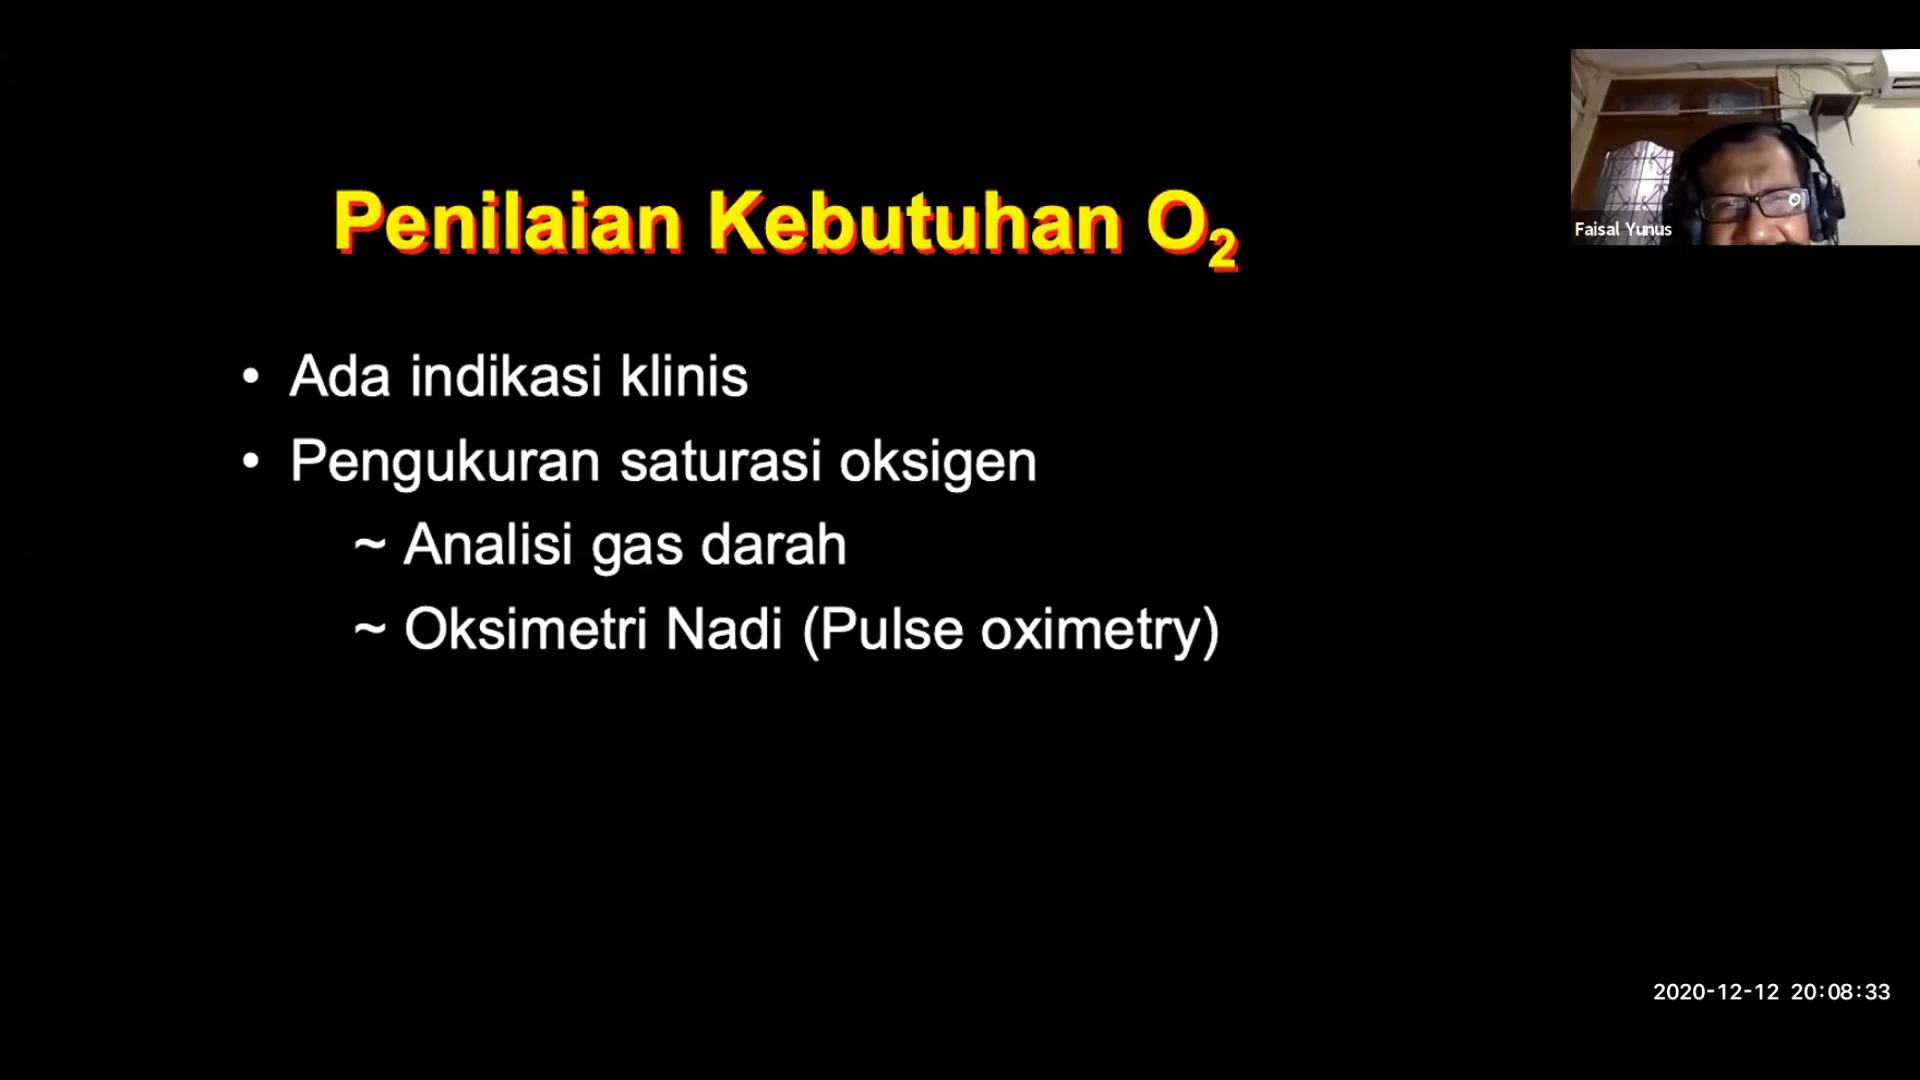 Penilaian Kebutuhan O₂
Faisal Yunus
• Ada indikasi klinis
• Pengukuran saturasi oksigen
~ Analisi gas darah
~ Oksimetri Nadi (Pulse oximetry)
2020-12-12 20:08:33